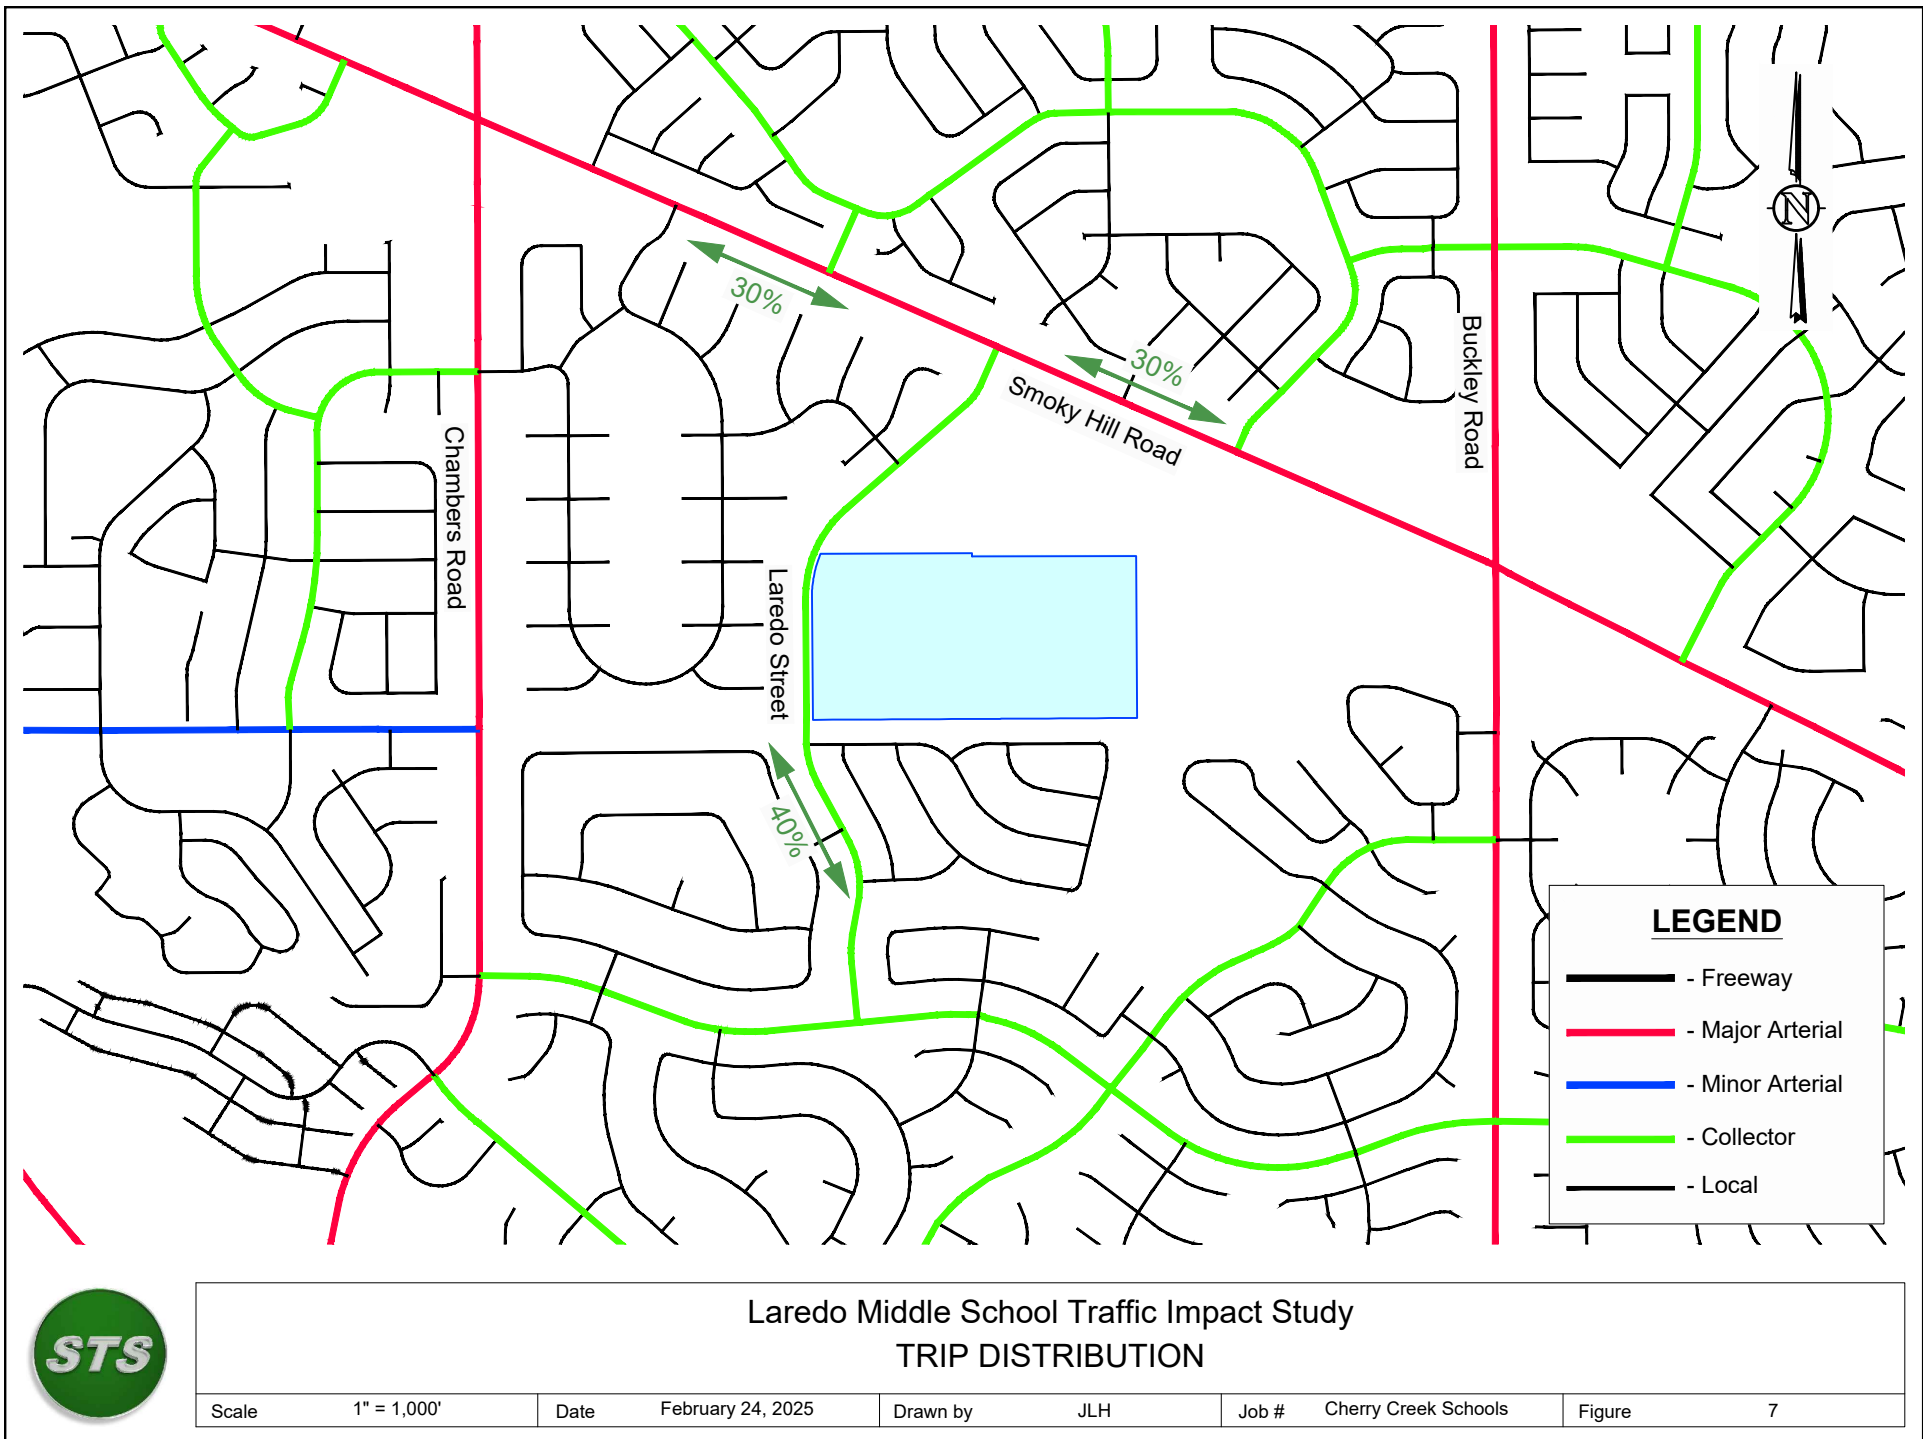 N
30%
30%
Smoky Hill Road
Buckley Road
Chambers Road
Laredo Street
40%
LEGEND
- Freeway
- Major Arterial
- Minor Arterial
- Collector
- Local
STS
Laredo Middle School Traffic Impact Study
TRIP DISTRIBUTION
Scale 1" = 1,000' Date February 24, 2025 Drawn by JLH Job # Cherry Creek Schools Figure 7